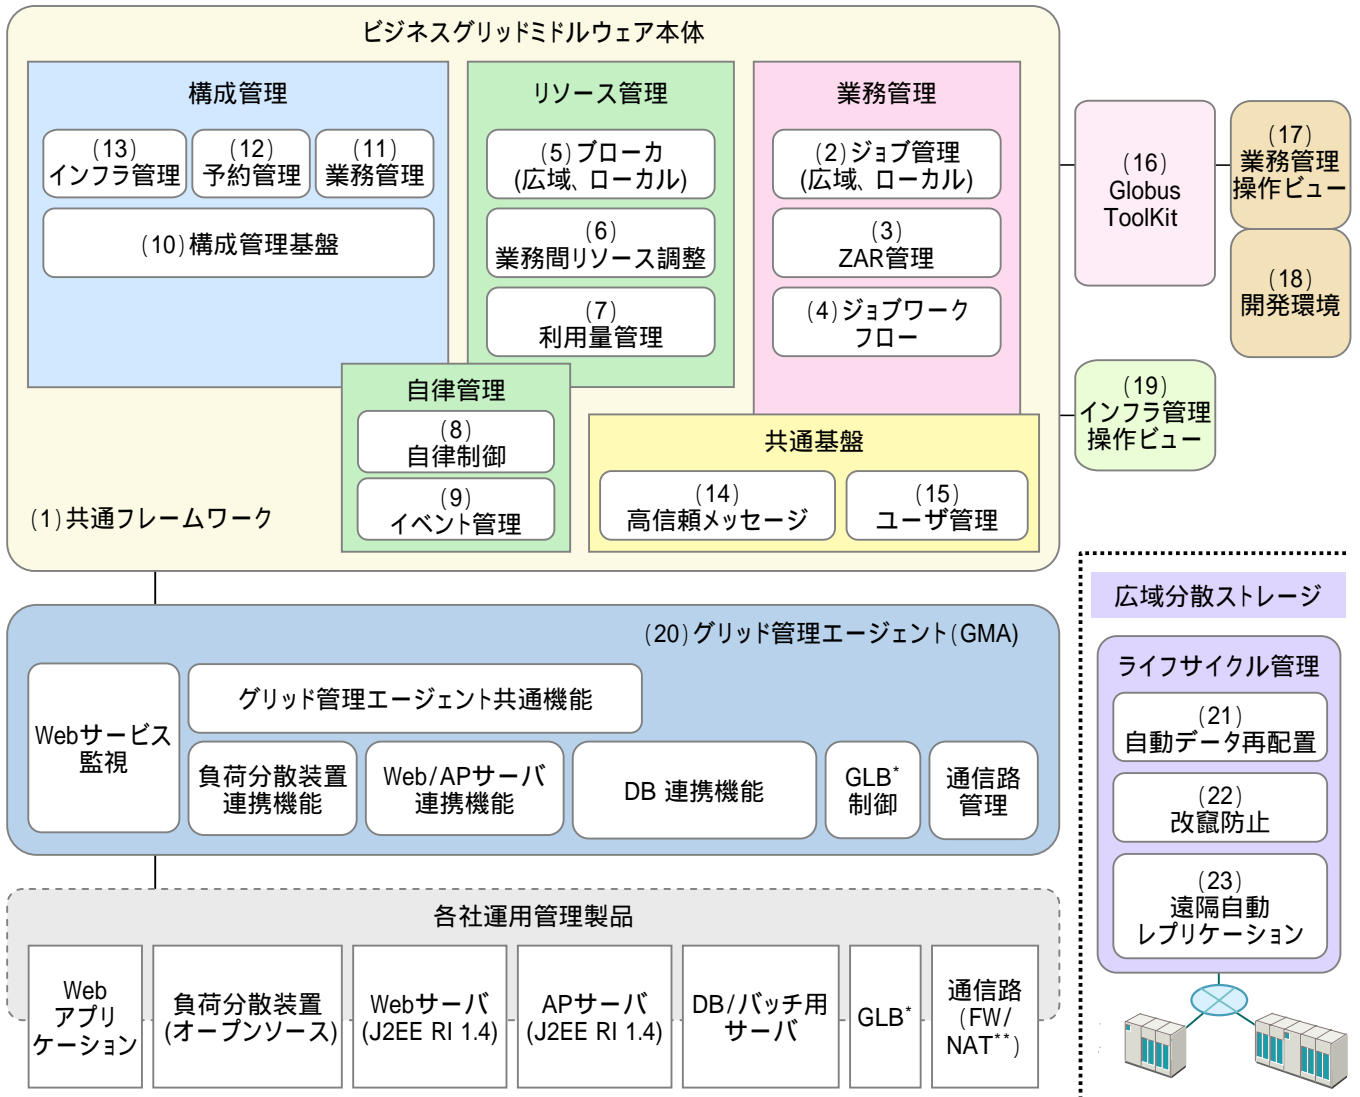 ビジネスグリッドミドルウェア本体
構成管理
(13)
インフラ管理
(12)
予約管理
(11)
業務管理
(10)構成管理基盤
リソース管理
(5)ブローカ
(広域、ローカル)
(6)
業務間リソース調整
(7)
利用量管理
業務管理
(2)ジョブ管理
(広域、ローカル)
(3)
ZAR管理
(4)ジョブワーク
フロー
自律管理
(8)
自律制御
(9)
イベント管理
共通基盤
(14)
高信頼メッセージ
(15)
ユーザ管理
(1)共通フレームワーク
(16)
Globus
ToolKit
(17)
業務管理
操作ビュー
(18)
開発環境
(19)
インフラ管理
操作ビュー
(20)グリッド管理エージェント(GMA)
Webサービス
監視
グリッド管理エージェント共通機能
負荷分散装置
連携機能
Web/APサーバ
連携機能
DB 連携機能
GLB*
制御
通信路
管理
各社運用管理製品
Web
アプリ
ケーション
負荷分散装置
(オープンソース)
Webサーバ
(J2EE RI 1.4)
APサーバ
(J2EE RI 1.4)
DB/バッチ用
サーバ
GLB*
通信路
(FW/
NAT**)
広域分散ストレージ
ライフサイクル管理
(21)
自動データ再配置
(22)
改竄防止
(23)
遠隔自動
レプリケーション